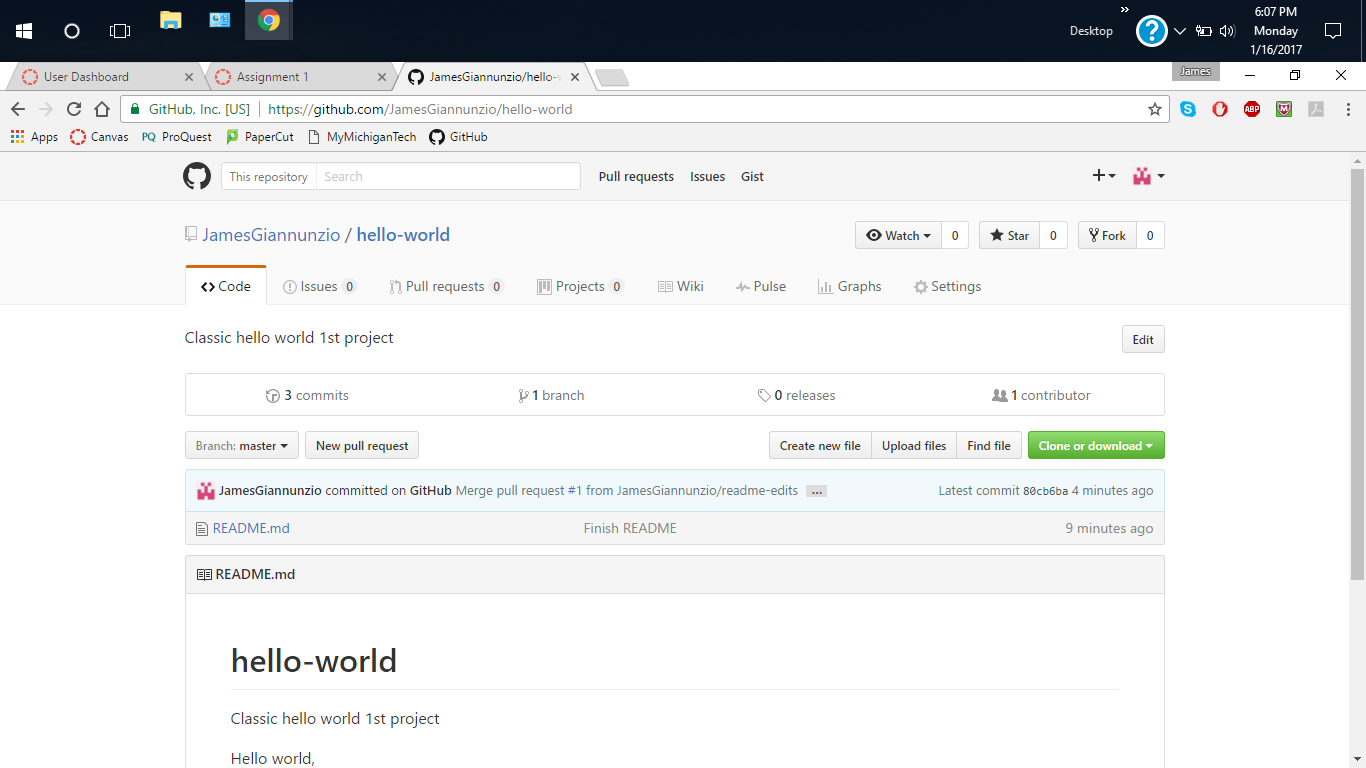 6:07 PM
Desktop » ? Monday
1/16/2017
User Dashboard Assignment 1 JamesGiannunzio/hello- James
GitHub, Inc. [US] https://github.com/JamesGiannunzio/hello-world ABP
Apps Canvas PQ ProQuest PaperCut MyMichiganTech GitHub
This repository Search Pull requests Issues Gist
JamesGiannunzio / hello-world Watch 0 Star 0 Fork 0
Code Issues 0 Pull requests 0 Projects 0 Wiki Pulse Graphs Settings
Classic hello world 1st project Edit
3 commits 1 branch 0 releases 1 contributor
Branch: master New pull request Create new file Upload files Find file Clone or download
JamesGiannunzio committed on GitHub Merge pull request #1 from JamesGiannunzio/readme-edits ... Latest commit 80cb6ba 4 minutes ago
README.md Finish README 9 minutes ago
README.md
hello-world
Classic hello world 1st project
Hello world,